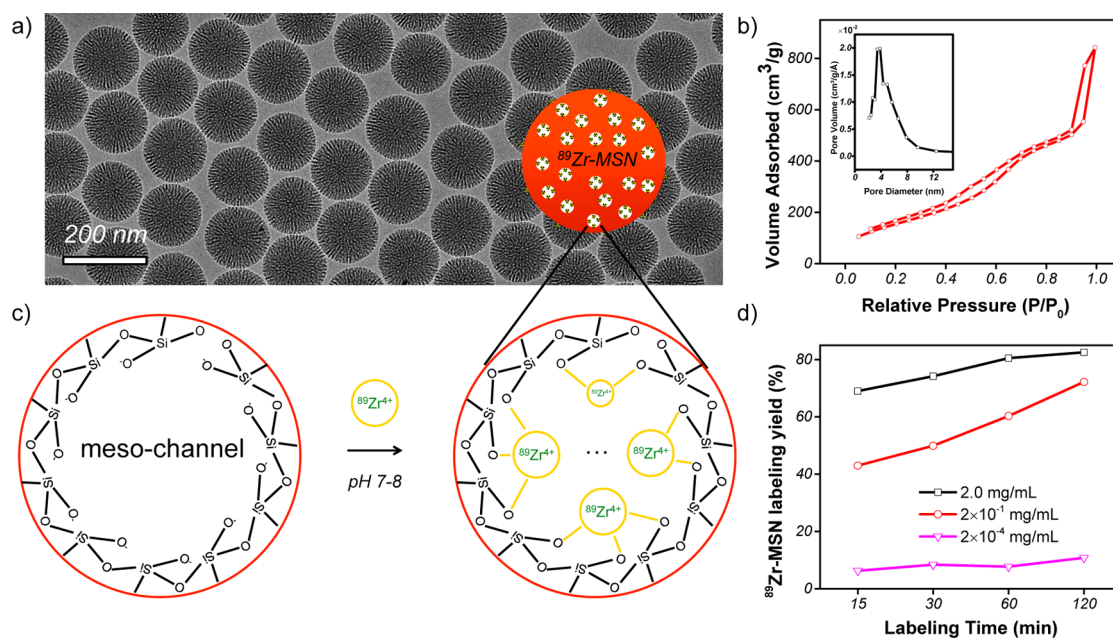 a)
⁸⁹Zr-MSN
200 nm
b)
Volume Adsorbed (cm³/g)
800
600
400
200
0
0.0 0.2 0.4 0.6 0.8 1.0
Relative Pressure (P/P₀)
×10⁻²
Pore Volume (cm³/g/Å)
2.0
1.5
1.0
0.5
0.0
0 4 8 12
Pore Diameter (nm)
c)
meso-channel
⁸⁹Zr⁴⁺
pH 7-8
⁸⁹Zr⁴⁺
⁸⁹Zr⁴⁺
...
⁸⁹Zr⁴⁺
⁸⁹Zr⁴⁺
d)
⁸⁹Zr-MSN labeling yield (%)
80
60
40
20
0
2.0 mg/mL
2×10⁻¹ mg/mL
2×10⁻⁴ mg/mL
15 30 60 120
Labeling Time (min)